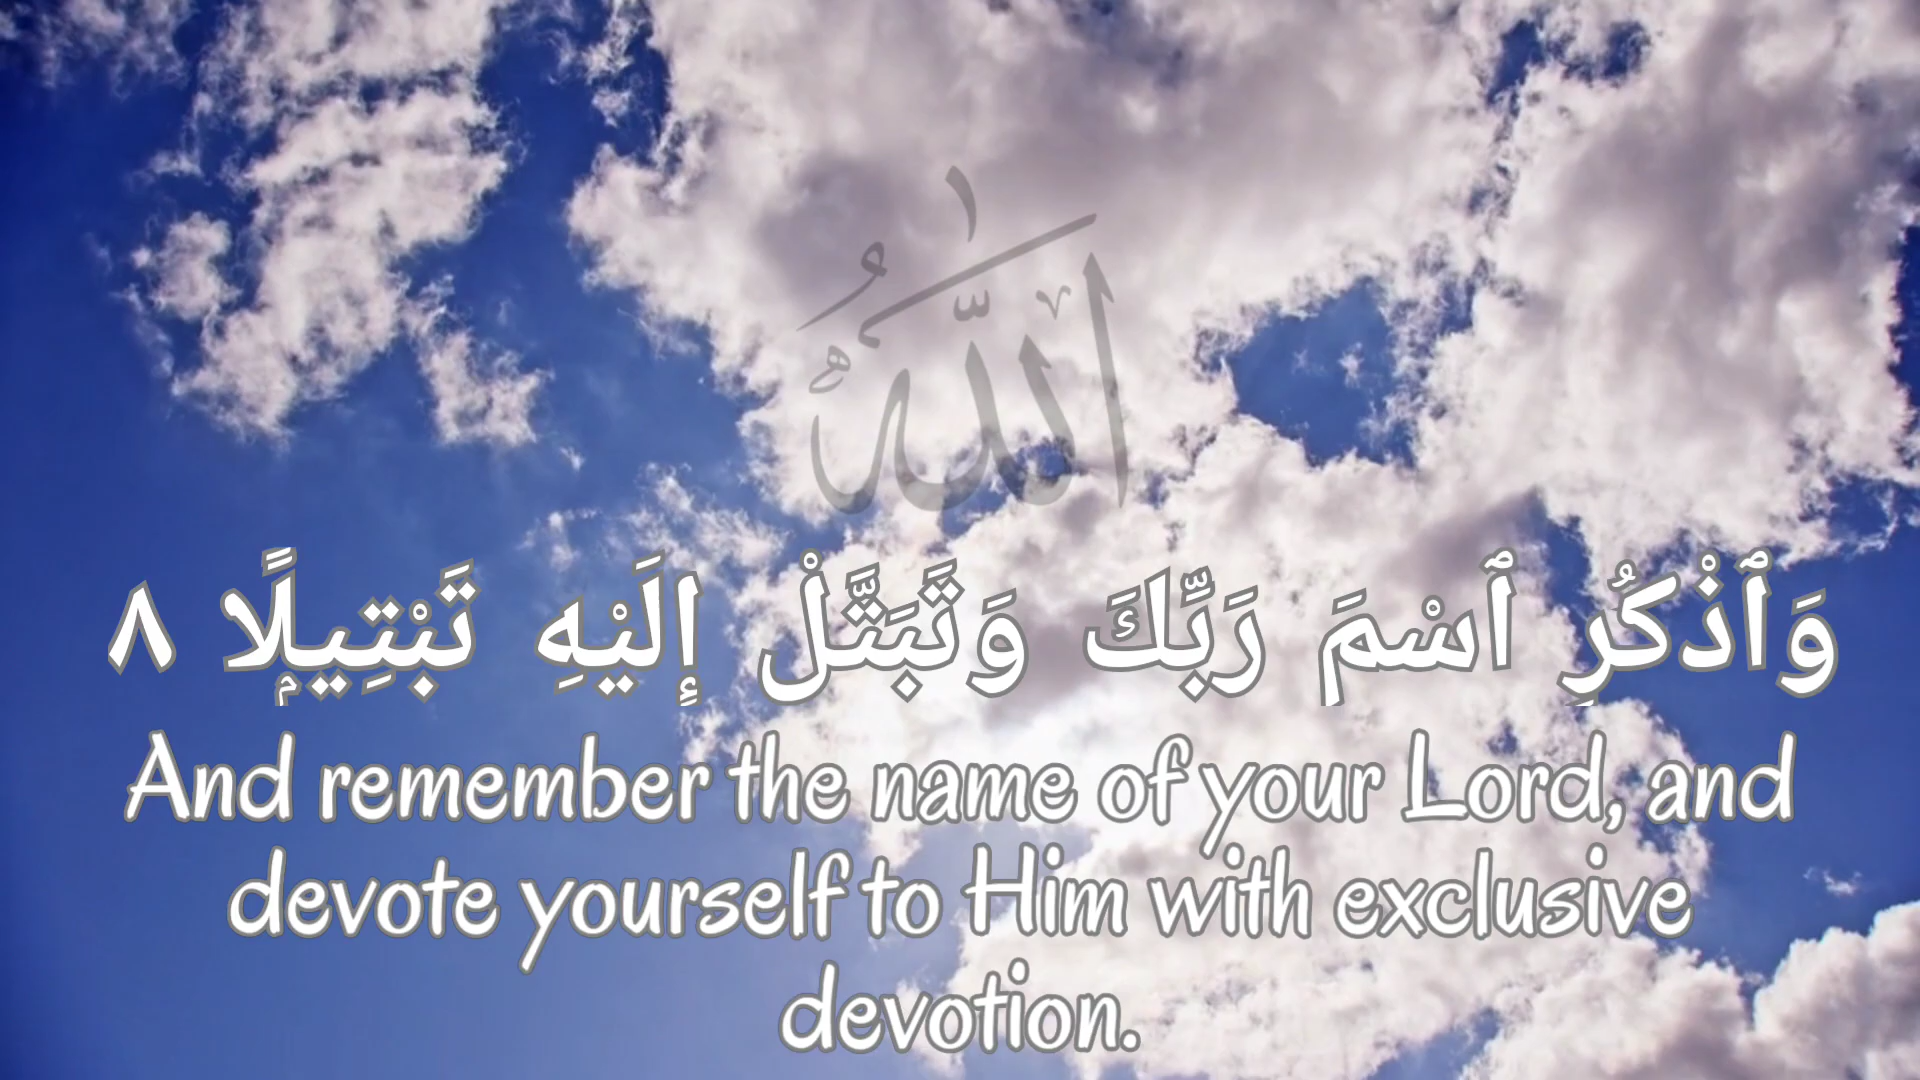 ٱللَّهُ
وَٱذْكُرِ ٱسْمَ رَبِّكَ وَتَبَتَّلْ إِلَيْهِ تَبْتِيلًۭا ٨
And remember the name of your Lord, and
devote yourself to Him with exclusive
devotion.